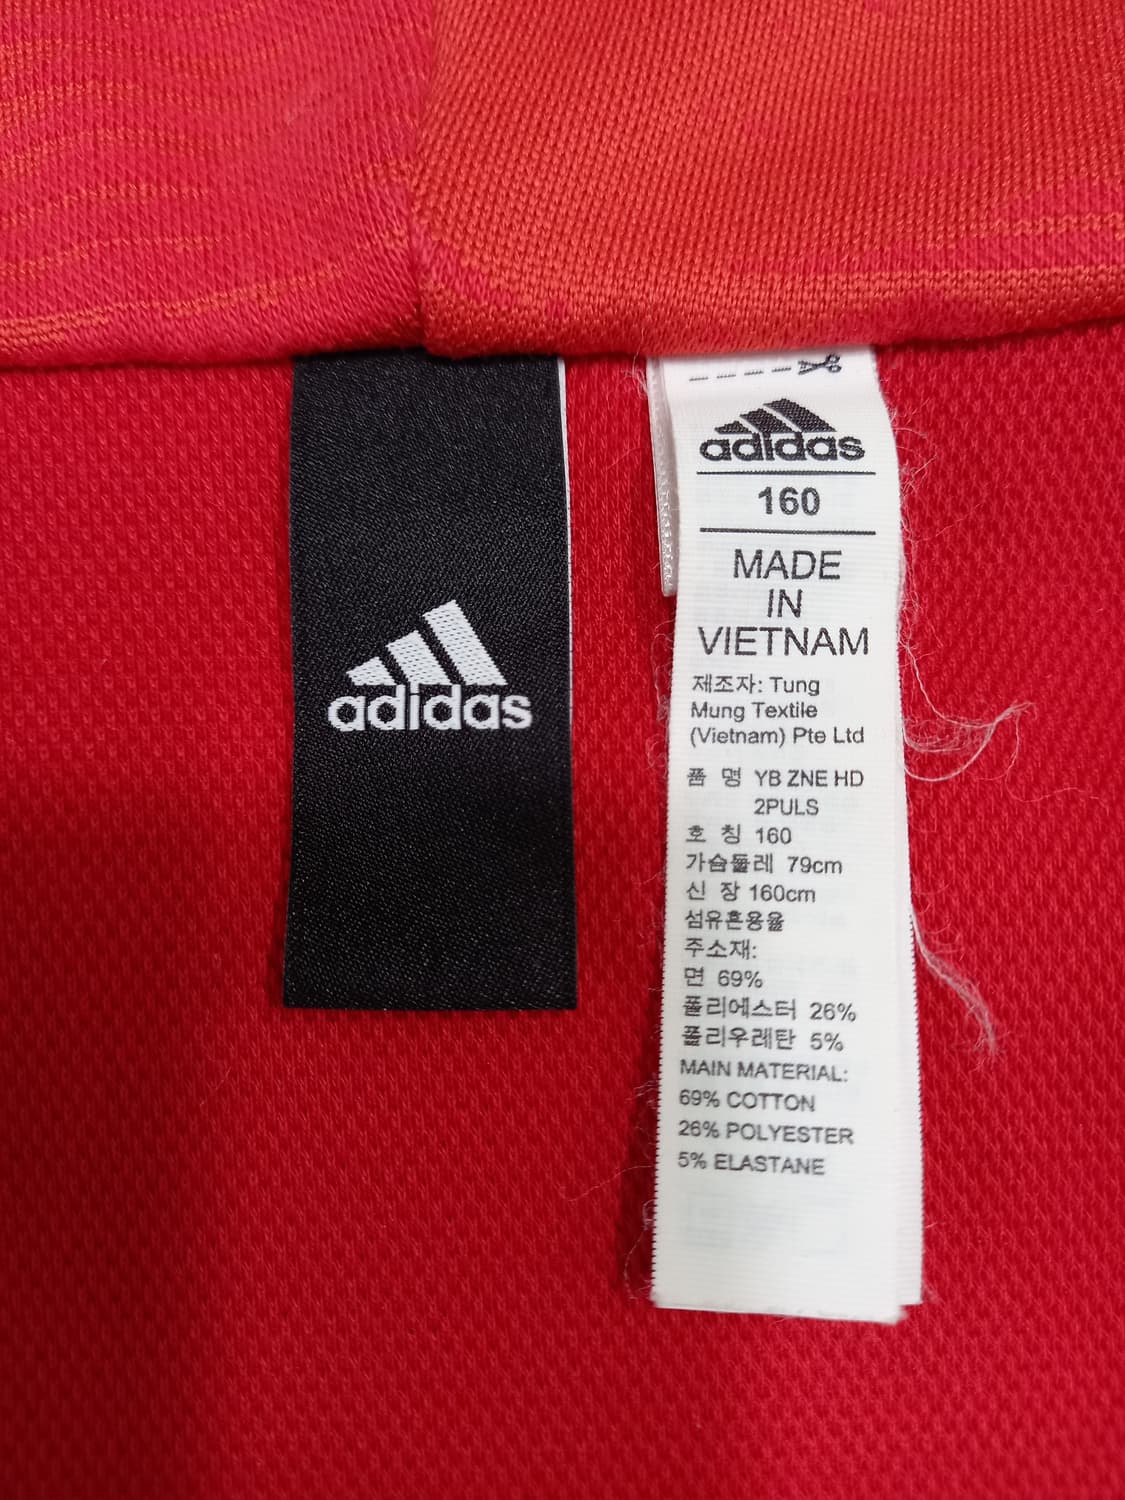 adidas
adidas
160
MADE
IN
VIETNAM
제조자: Tung
Mung Textile
(Vietnam) Pte Ltd
품 명 YB ZNE HD
2PULS
호 칭 160
가슴둘레 79cm
신 장 160cm
섬유혼용율
주소재:
면 69%
폴리에스터 26%
폴리우레탄 5%
MAIN MATERIAL:
69% COTTON
26% POLYESTER
5% ELASTANE